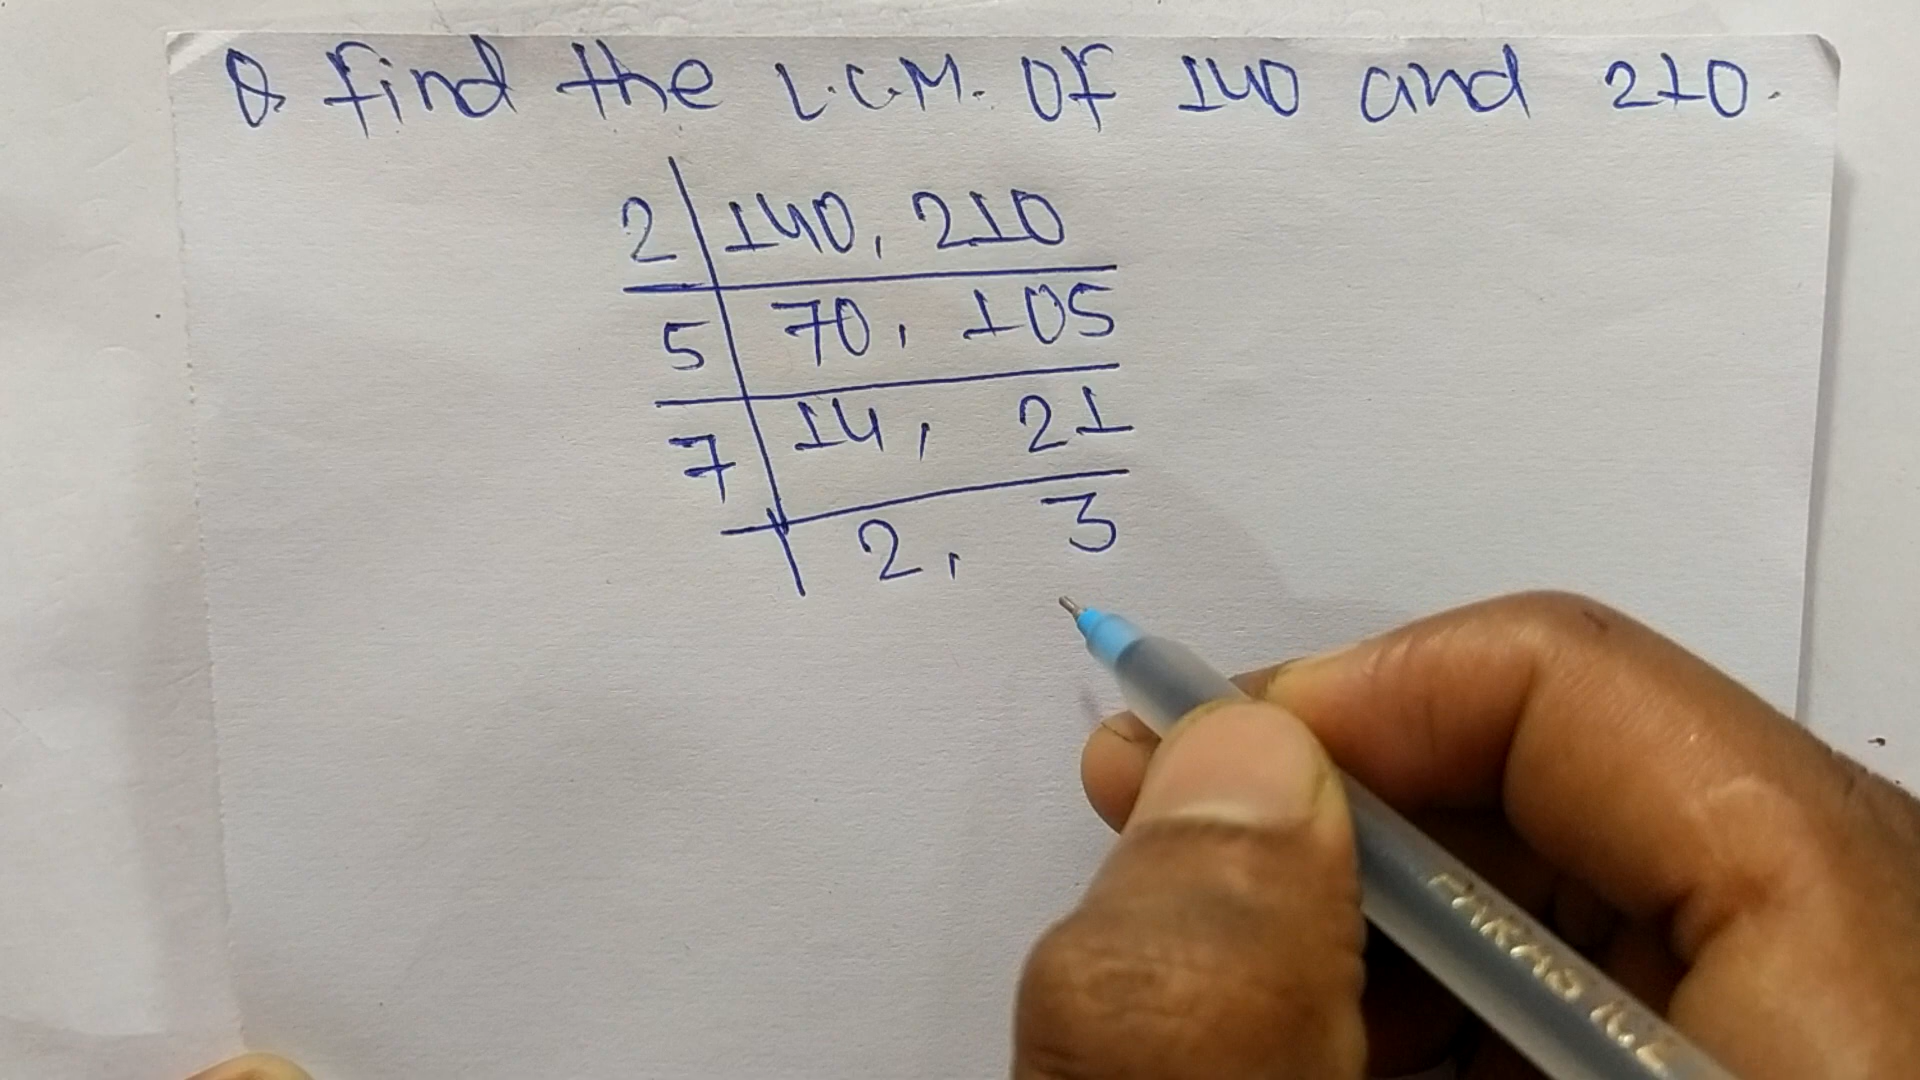 Q. Find the L.C.M. Of 140 and 210.
2 | 140, 210
5 | 70, 105
7 | 14, 21
2, 3